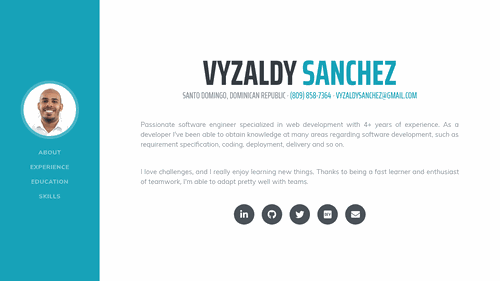 ABOUT
EXPERIENCE
EDUCATION
SKILLS
VYZALDY SANCHEZ
SANTO DOMINGO, DOMINICAN REPUBLIC · (809) 858-7364 · VYZALDYSANCHEZ@GMAIL.COM
Passionate software engineer specialized in web development with 4+ years of experience. As a
developer I've been able to obtain knowledge at many areas regarding software development, such as
requirement specification, coding, deployment, delivery and so on.
I love challenges, and I really enjoy learning new things. Thanks to being a fast learner and enthusiast
of teamwork, I'm able to adapt pretty well with teams.
in
DEV